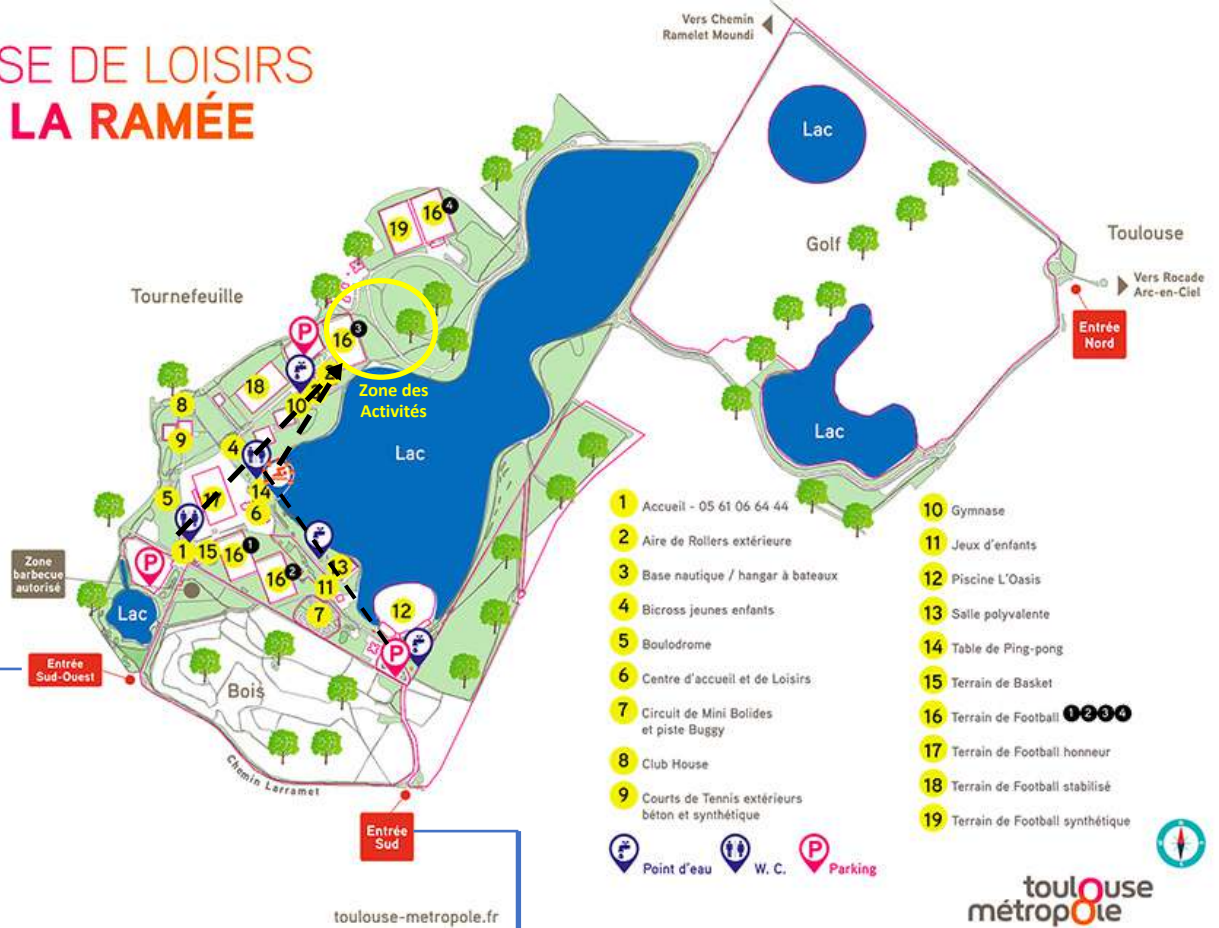 SE DE LOISIRS
LA RAMÉE
Vers Chemin
Ramelet Moundi
Lac
Golf
Toulouse
Vers Rocade
Arc-en-Ciel
Entrée
Nord
Lac
Tournefeuille
19
16 4
16 3
P
Zone des
Activités
18
10
8
9
4
Lac
5
14
6
1
15
16 1
16 2
13
11
7
12
P
P
Zone
barbecue
autorisé
Lac
Entrée
Sud-Ouest
Bois
Chemin Larramet
Entrée
Sud
toulouse-metropole.fr
1 Accueil - 05 61 06 64 44
2 Aire de Rollers extérieure
3 Base nautique / hangar à bateaux
4 Bicross jeunes enfants
5 Boulodrome
6 Centre d'accueil et de Loisirs
7 Circuit de Mini Bolides
et piste Buggy
8 Club House
9 Courts de Tennis extérieurs
béton et synthétique
10 Gymnase
11 Jeux d'enfants
12 Piscine L'Oasis
13 Salle polyvalente
14 Table de Ping-pong
15 Terrain de Basket
16 Terrain de Football 1 2 3 4
17 Terrain de Football honneur
18 Terrain de Football stabilisé
19 Terrain de Football synthétique
Point d'eau
W. C.
P Parking
toulouse
métropole